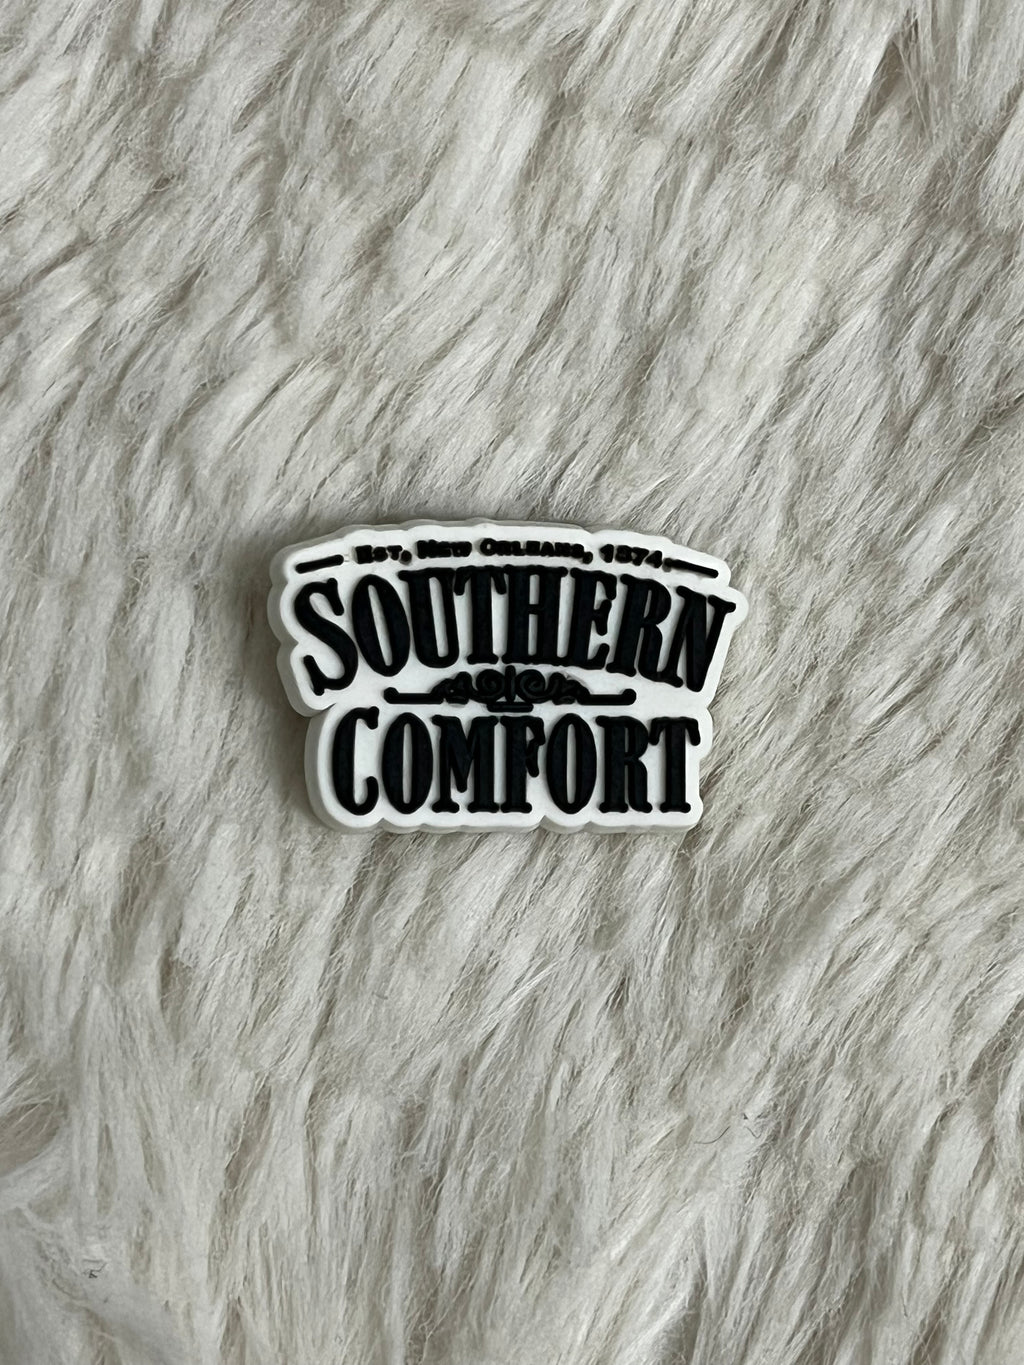 Est. New Orleans, 1874.
SOUTHERN
COMFORT